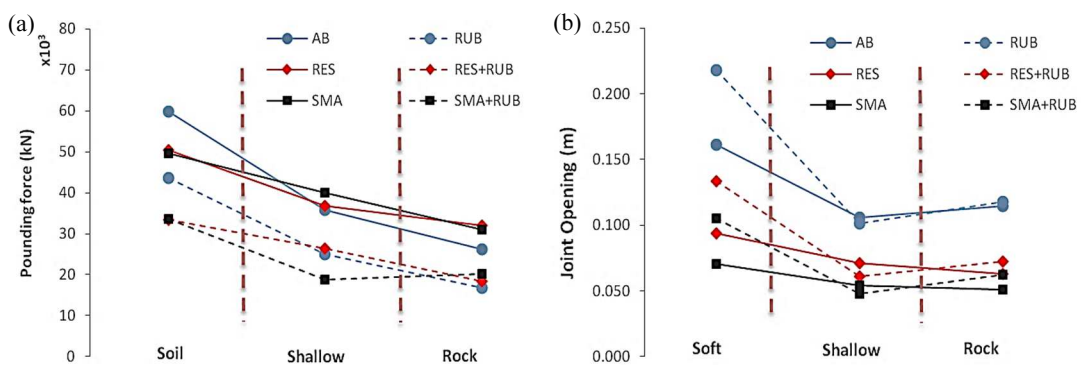 (a)
x10³
Pounding force (kN)
80
70
60
50
40
30
20
10
0
AB
RUB
RES
RES+RUB
SMA
SMA+RUB
Soil
Shallow
Rock
(b)
Joint Opening (m)
0.250
0.200
0.150
0.100
0.050
0.000
AB
RUB
RES
RES+RUB
SMA
SMA+RUB
Soft
Shallow
Rock